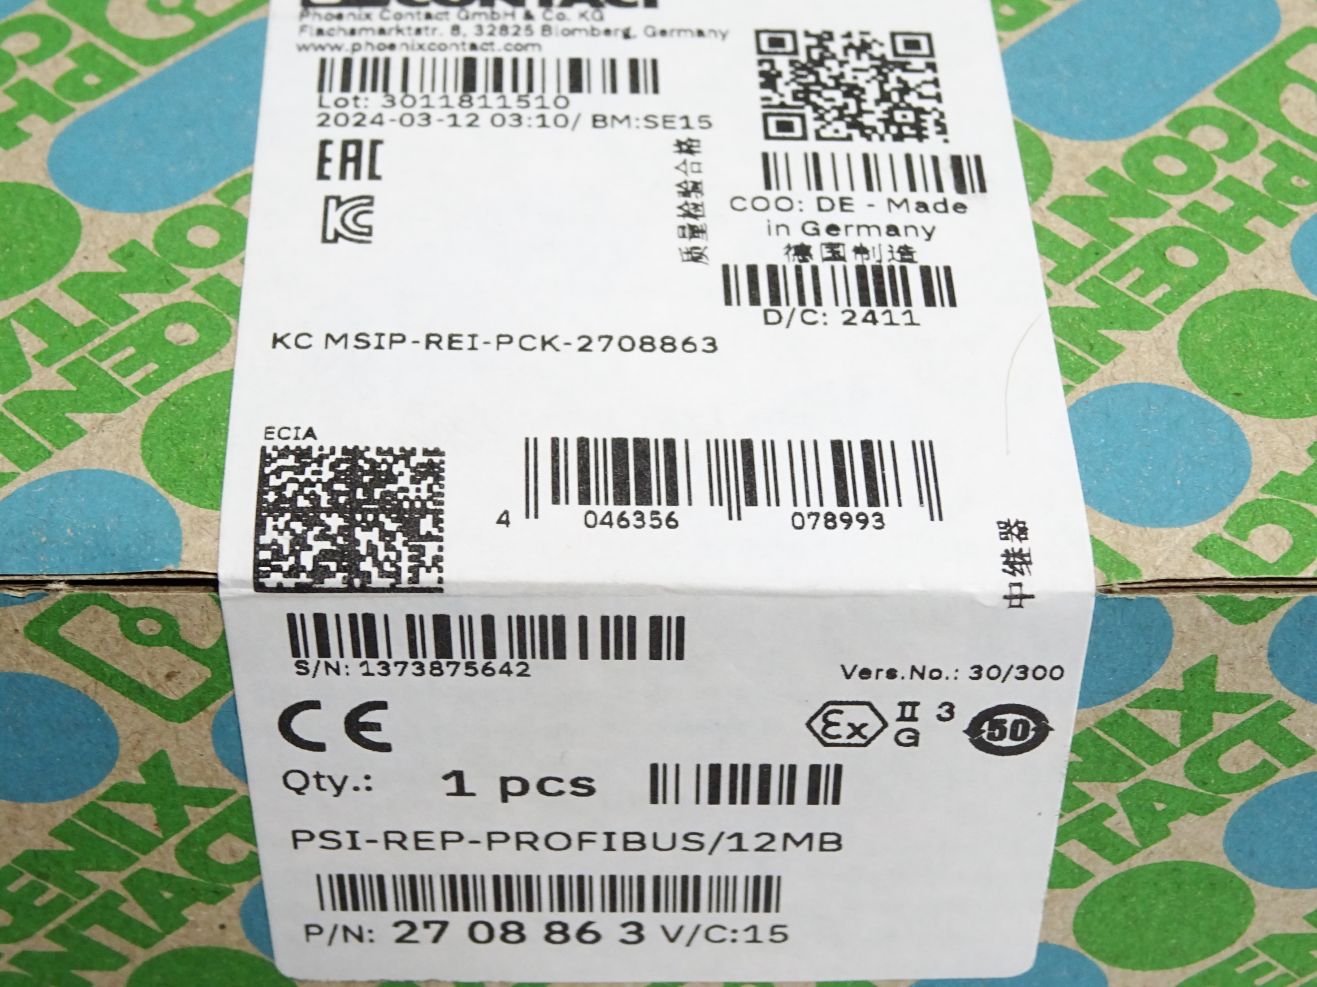 CONTACT
Phoenix Contact GmbH & Co. KG
Flachsmarktstr. 8, 32825 Blomberg, Germany
www.phoenixcontact.com
Lot: 3011811510
2024-03-12 03:10/ BM:SE15
EAC
KC
质量检验合格
COO: DE - Made
in Germany
德国制造
D/C: 2411
KC MSIP-REI-PCK-2708863
ECIA
4 046356 078993
中继器
S/N: 1373875642
Vers.No.: 30/300
CE
Ex II 3 G
50
Qty.: 1 pcs
PSI-REP-PROFIBUS/12MB
P/N: 27 08 86 3 V/C:15
PHOENIX
CONTACT